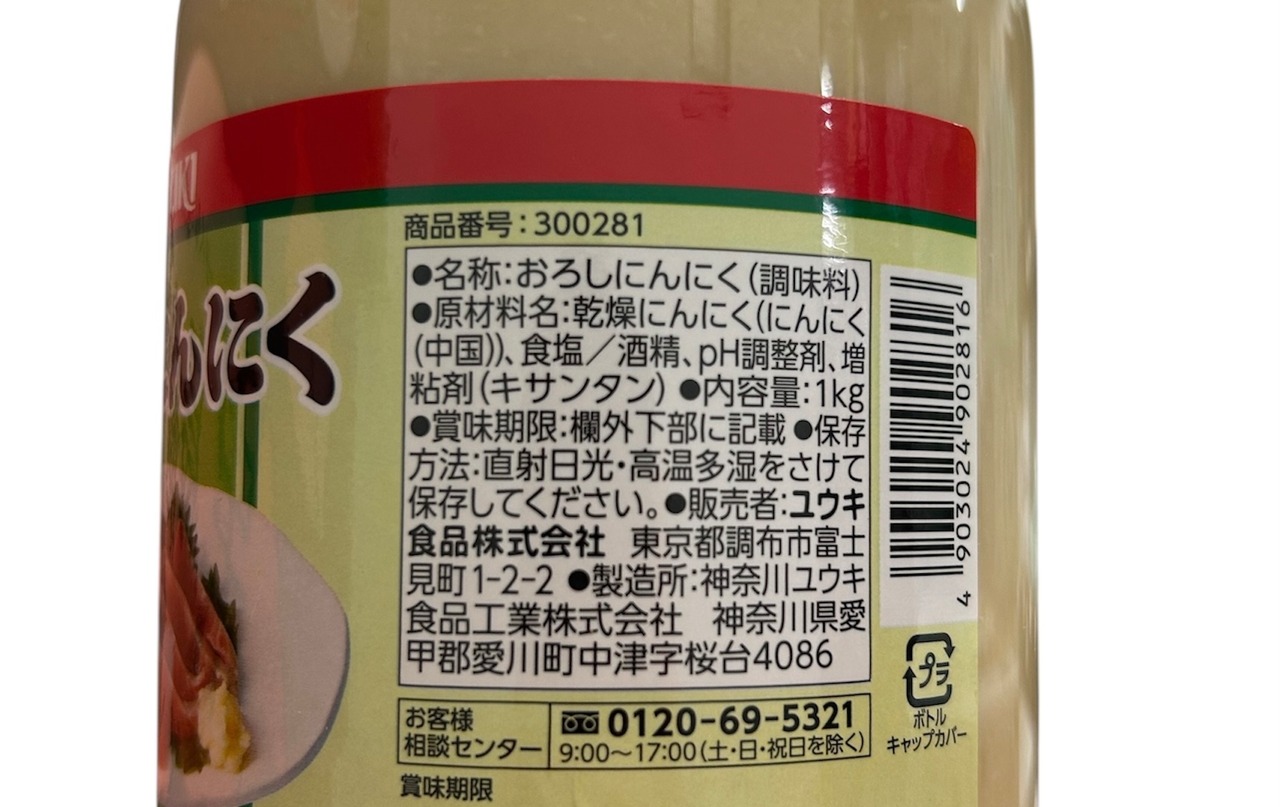 商品番号：300281
●名称：おろしにんにく（調味料）
●原材料名：乾燥にんにく（にんにく
（中国））、食塩／酒精、pH調整剤、増
粘剤（キサンタン） ●内容量：1kg
●賞味期限：欄外下部に記載 ●保存
方法：直射日光・高温多湿をさけて
保存してください。●販売者：ユウキ
食品株式会社 東京都調布市富士
見町1-2-2 ●製造所：神奈川ユウキ
食品工業株式会社 神奈川県愛
甲郡愛川町中津字桜台4086
お客様
相談センター
0120-69-5321
9:00～17:00（土・日・祝日を除く）
賞味期限
んにく
4 903024 902816
プラ
ボトル
キャップカバー